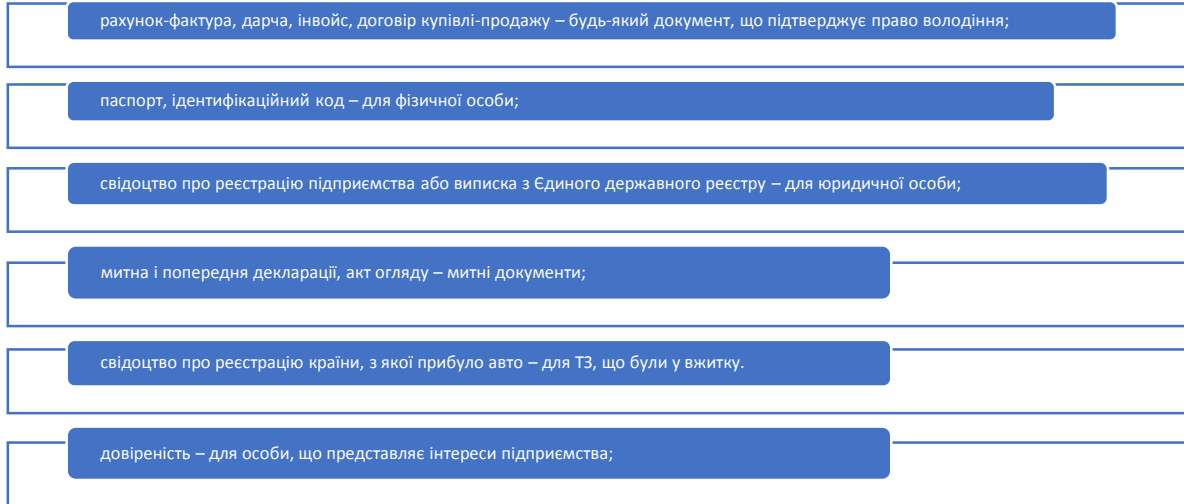 рахунок-фактура, дарча, інвойс, договір купівлі-продажу – будь-який документ, що підтверджує право володіння;
паспорт, ідентифікаційний код – для фізичної особи;
свідоцтво про реєстрацію підприємства або виписка з Єдиного державного реєстру – для юридичної особи;
митна і попередня декларації, акт огляду – митні документи;
свідоцтво про реєстрацію країни, з якої прибуло авто – для ТЗ, що були у вжитку.
довіреність – для особи, що представляє інтереси підприємства;